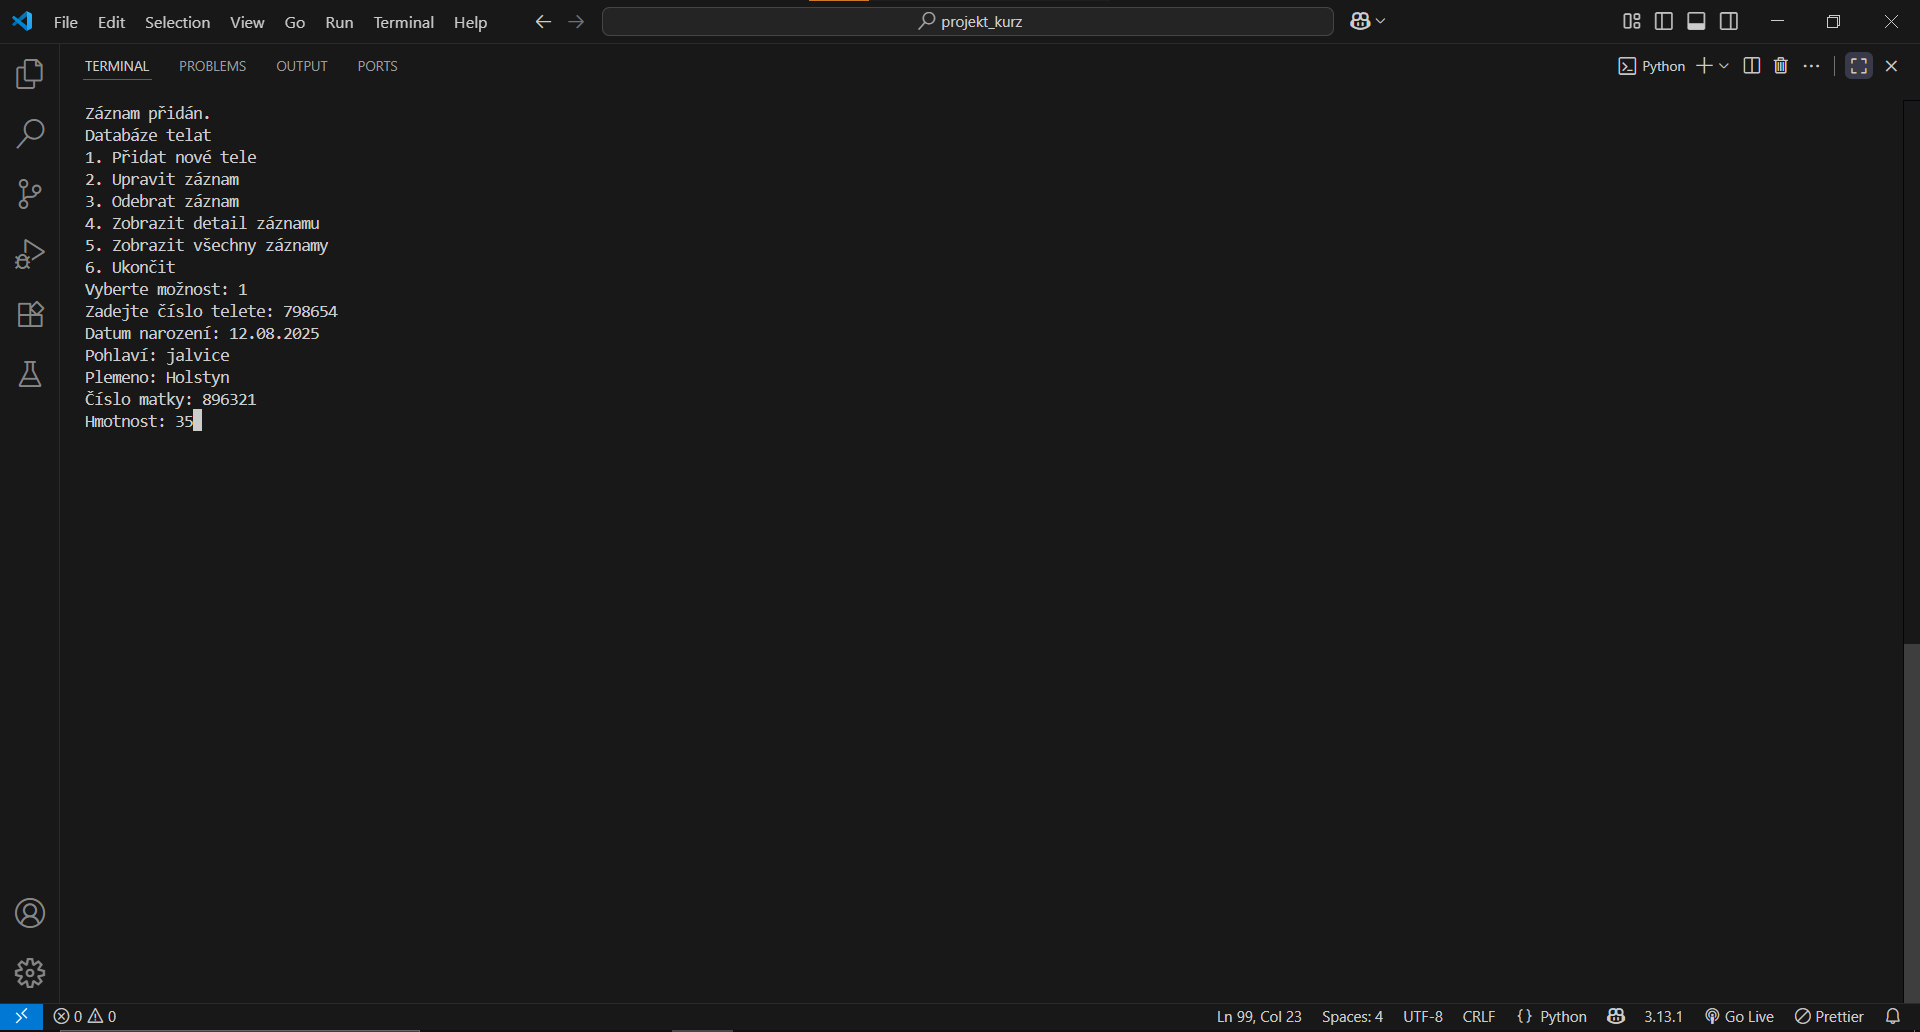 File Edit Selection View Go Run Terminal Help projekt_kurz
TERMINAL PROBLEMS OUTPUT PORTS Python
Záznam přidán.
Databáze telat
1. Přidat nové tele
2. Upravit záznam
3. Odebrat záznam
4. Zobrazit detail záznamu
5. Zobrazit všechny záznamy
6. Ukončit
Vyberte možnost: 1
Zadejte číslo telete: 798654
Datum narození: 12.08.2025
Pohlaví: jalvice
Plemeno: Holstyn
Číslo matky: 896321
Hmotnost: 35
0 0 Ln 99, Col 23 Spaces: 4 UTF-8 CRLF {} Python 3.13.1 Go Live Prettier